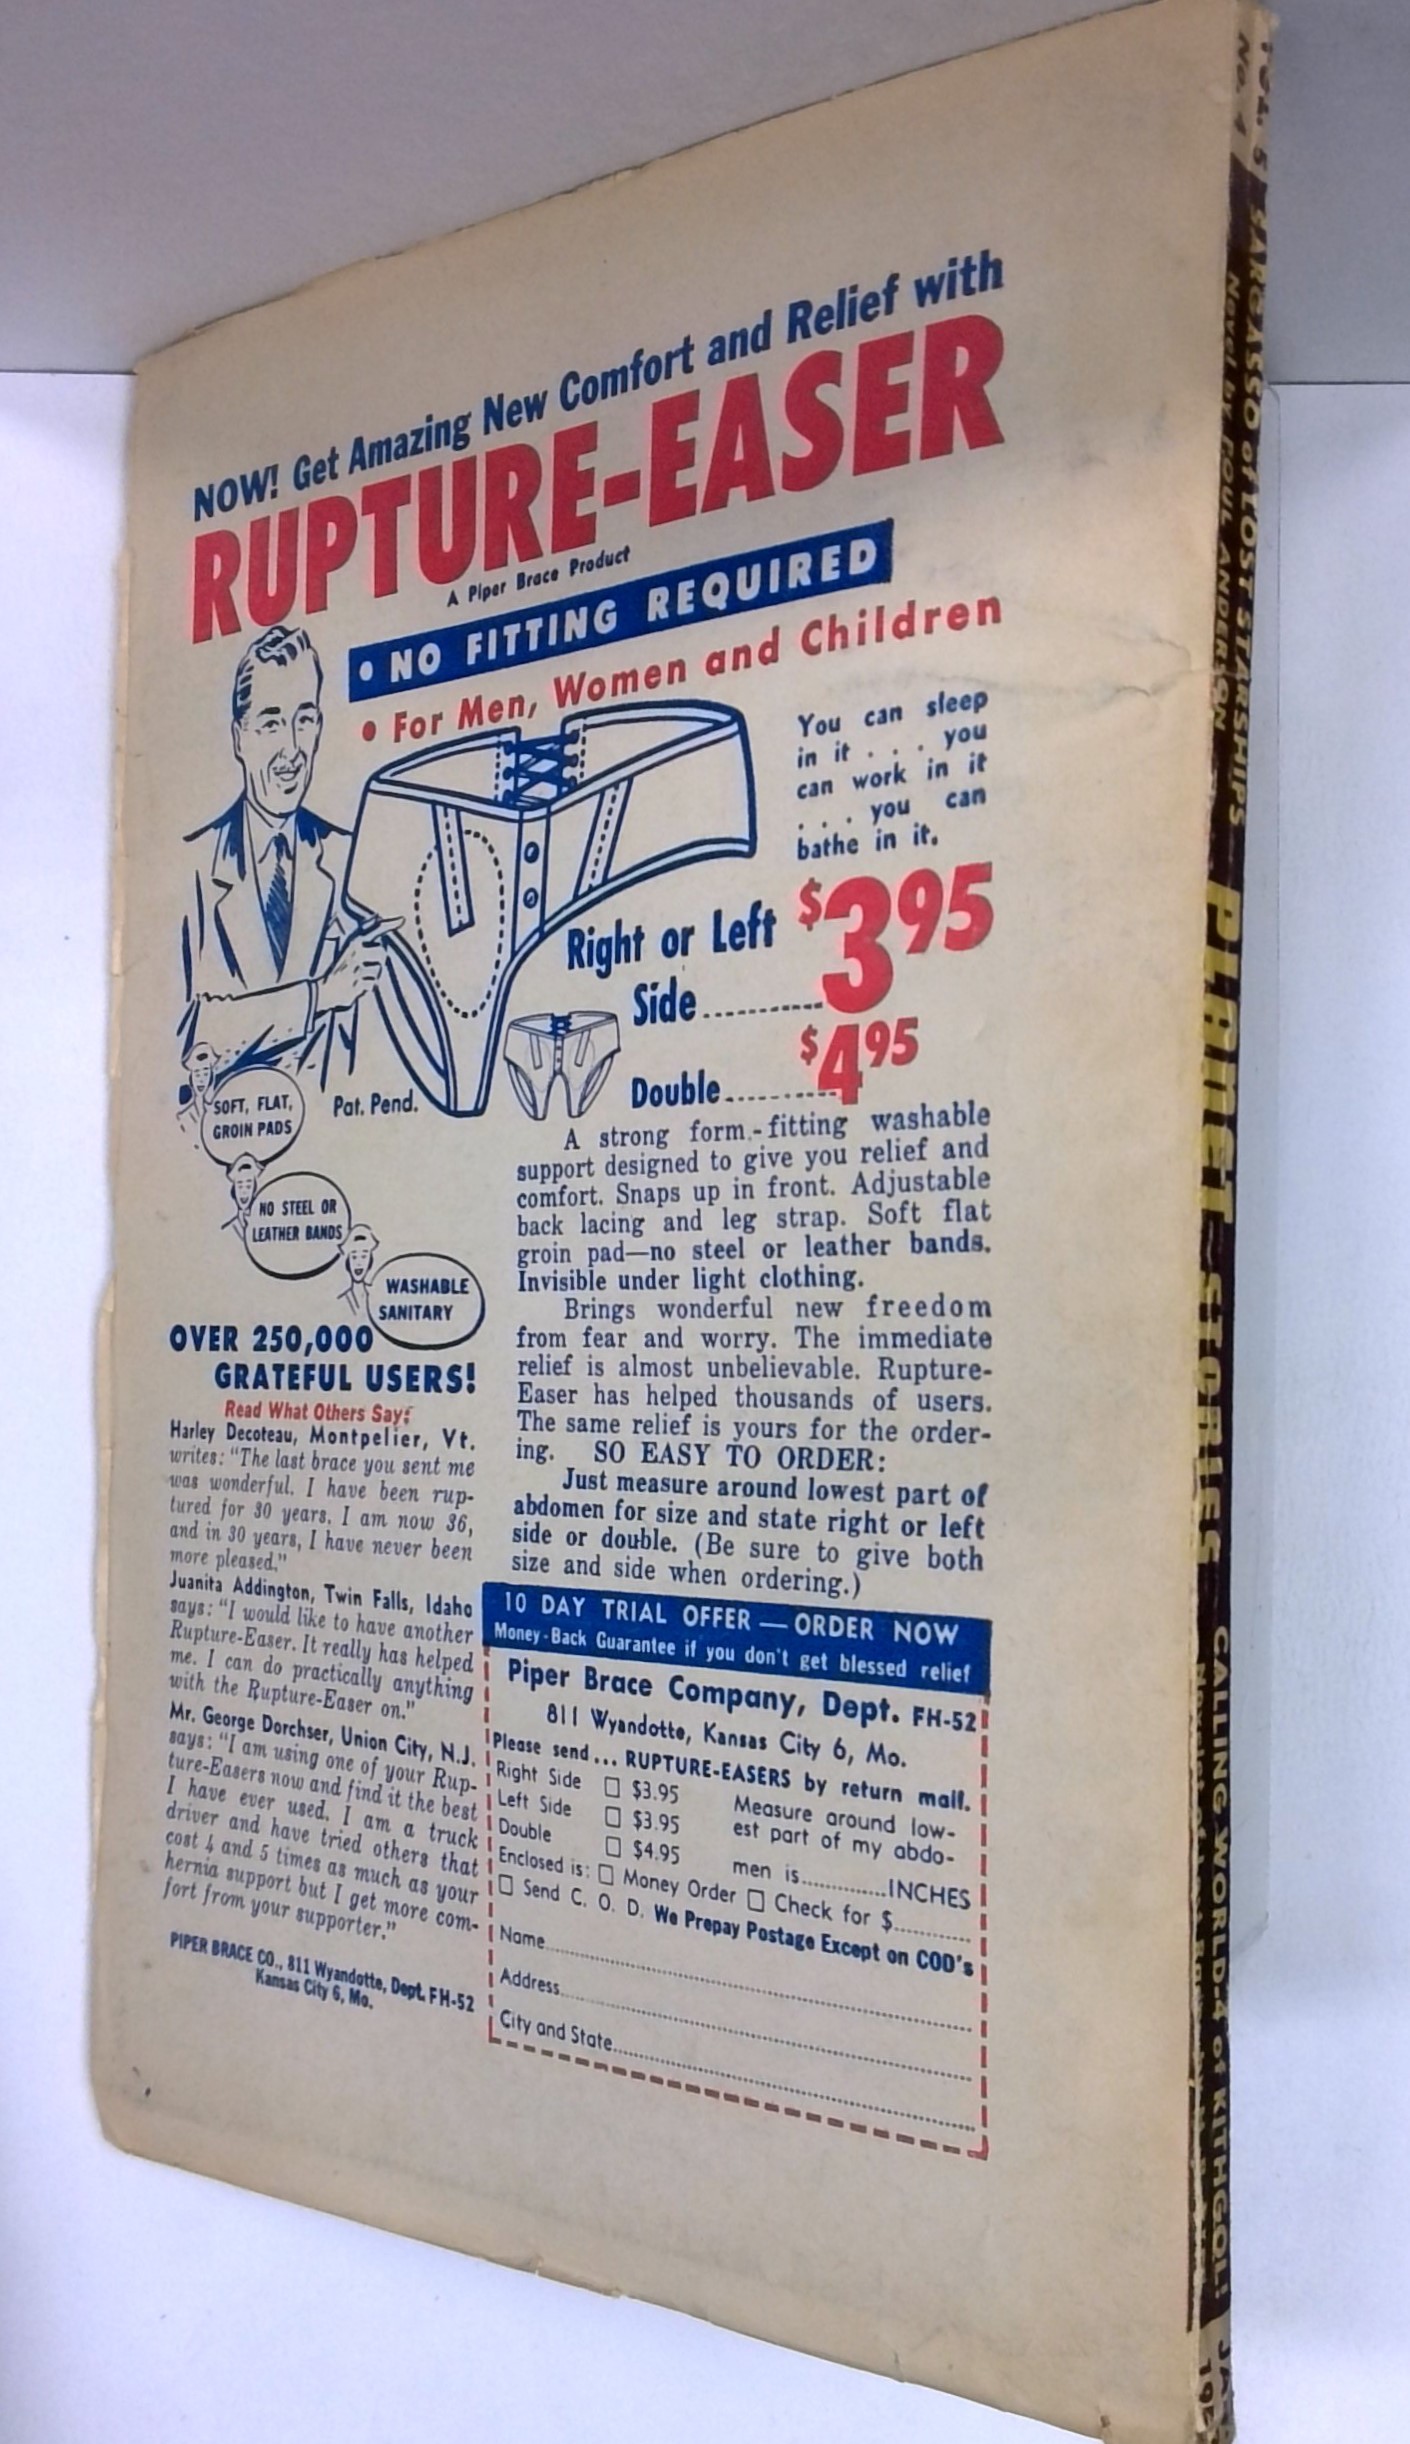 NOW! Get Amazing New Comfort and Relief with
RUPTURE-EASER
A Piper Brace Product
• NO FITTING REQUIRED
• For Men, Women and Children
You can sleep
in it . . . you
can work in it
. . . you can
bathe in it.
Right or Left
Side.......... $3 95
Double.......... $4 95
Pat. Pend.
SOFT, FLAT,
GROIN PADS
NO STEEL OR
LEATHER BANDS
WASHABLE
SANITARY
OVER 250,000
GRATEFUL USERS!
Read What Others Say:
Harley Decoteau, Montpelier, Vt.
writes: "The last brace you sent me
was wonderful. I have been rup-
tured for 30 years. I am now 36,
and in 30 years, I have never been
more pleased."
Juanita Addington, Twin Falls, Idaho
says: "I would like to have another
Rupture-Easer. It really has helped
me. I can do practically anything
with the Rupture-Easer on."
Mr. George Dorchser, Union City, N.J.
says: "I am using one of your Rup-
ture-Easers now and find it the best
I have ever used. I am a truck
driver and have tried others that
cost 4 and 5 times as much as your
hernia support but I get more com-
fort from your supporter."
PIPER BRACE CO., 811 Wyandotte, Dept. FH-52
Kansas City 6, Mo.
A strong form-fitting washable
support designed to give you relief and
comfort. Snaps up in front. Adjustable
back lacing and leg strap. Soft flat
groin pad—no steel or leather bands.
Invisible under light clothing.
Brings wonderful new freedom
from fear and worry. The immediate
relief is almost unbelievable. Rupture-
Easer has helped thousands of users.
The same relief is yours for the order-
ing. SO EASY TO ORDER:
Just measure around lowest part of
abdomen for size and state right or left
side or double. (Be sure to give both
size and side when ordering.)
10 DAY TRIAL OFFER — ORDER NOW
Money-Back Guarantee if you don't get blessed relief
Piper Brace Company, Dept. FH-52
811 Wyandotte, Kansas City 6, Mo.
Please send... RUPTURE-EASERS by return mail.
Right Side □ $3.95
Left Side □ $3.95
Double □ $4.95
Measure around low-
est part of my abdo-
men is.............INCHES
Enclosed is: □ Money Order □ Check for $...........
□ Send C. O. D. We Prepay Postage Except on COD's
Name
Address
City and State
VOL. 5
No. 4
SARGASSO of LOST STARSHIPS
Novel by POUL ANDERSON
PLANET STORIES
CALLING WORLD-4 of KITHGOL!